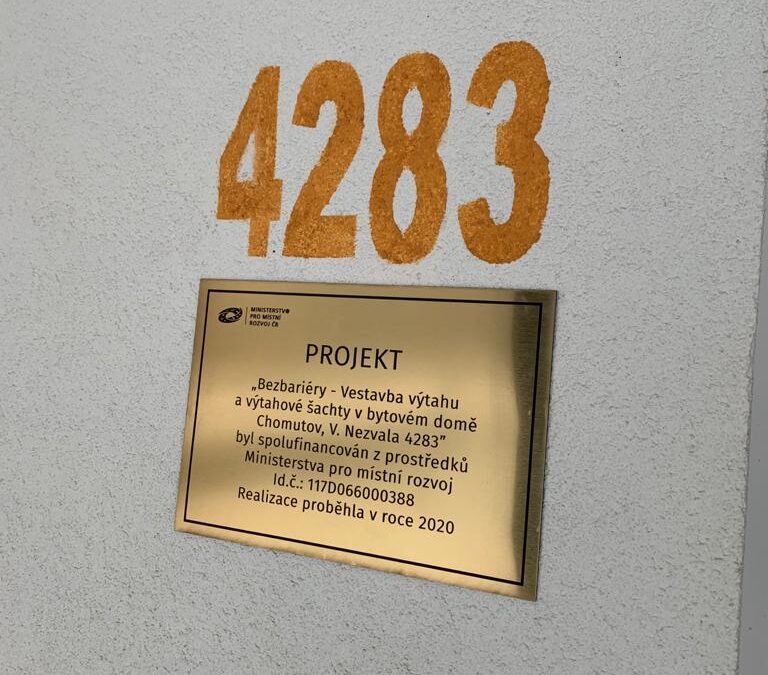 4283
MINISTERSTVO
PRO MÍSTNÍ
ROZVOJ ČR
PROJEKT
„Bezbariéry - Vestavba výtahu
a výtahové šachty v bytovém domě
Chomutov, V. Nezvala 4283”
byl spolufinancován z prostředků
Ministerstva pro místní rozvoj
Id.č.: 117D066000388
Realizace proběhla v roce 2020